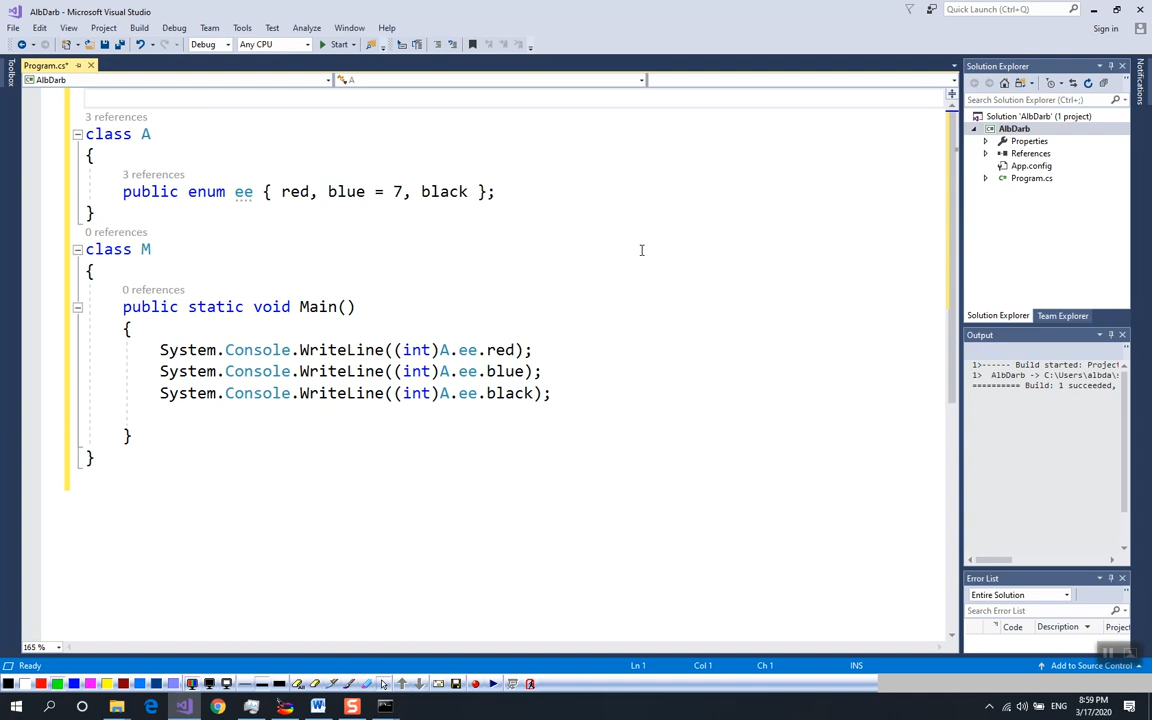 AlbDarb - Microsoft Visual Studio
Quick Launch (Ctrl+;)
File Edit View Project Build Debug Team Tools Test Analyze Window Help
Sign in
Debug Any CPU Start
Program.cs*
AlbDarb A
Toolbox
3 references
class A
{
3 references
public enum ee { red, blue = 7, black };
}
0 references
class M
{
0 references
public static void Main()
{
System.Console.WriteLine((int)A.ee.red);
System.Console.WriteLine((int)A.ee.blue);
System.Console.WriteLine((int)A.ee.black);
}
}
165 %
Solution Explorer
Search Solution Explorer (Ctrl+;)
Solution 'AlbDarb' (1 project)
AlbDarb
Properties
References
App.config
Program.cs
Solution Explorer Team Explorer
Notifications
Output
1>------ Build started: Project
1> AlbDarb -> C:\Users\albda\s
========== Build: 1 succeeded,
Error List
Entire Solution
Search Error List
Code Description Project
Ready Ln 1 Col 1 Ch 1 INS Add to Source Control
ENG
8:59 PM
3/17/2020